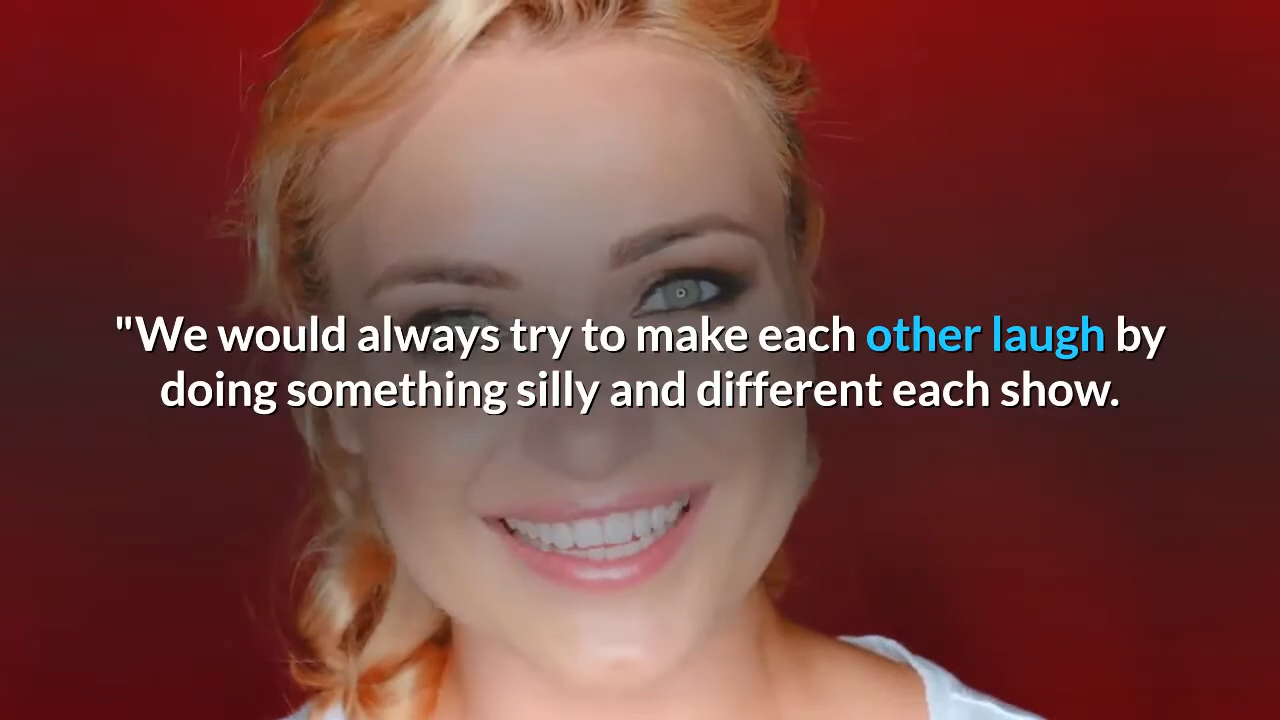 "We would always try to make each other laugh by
doing something silly and different each show.